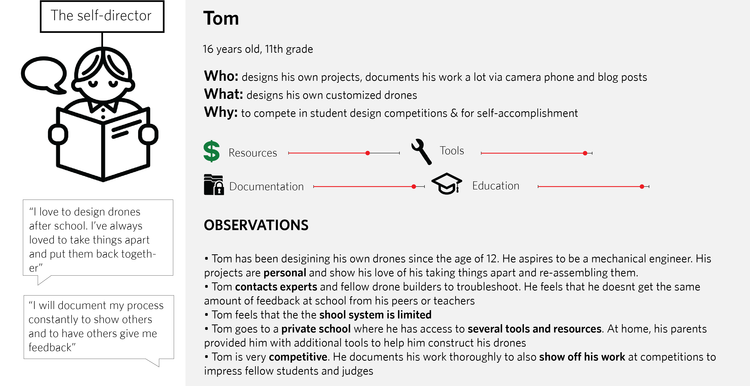 The self-director
"I love to design drones
after school. I've always
loved to take things apart
and put them back togeth-
er"
"I will document my process
constantly to show others
and to have others give me
feedback"
Tom
16 years old, 11th grade
Who: designs his own projects, documents his work a lot via camera phone and blog posts
What: designs his own customized drones
Why: to compete in student design competitions & for self-accomplishment
$ Resources
Tools
Documentation
Education
OBSERVATIONS
• Tom has been desigining his own drones since the age of 12. He aspires to be a mechanical engineer. His
projects are personal and show his love of his taking things apart and re-assembling them.
• Tom contacts experts and fellow drone builders to troubleshoot. He feels that he doesnt get the same
amount of feedback at school from his peers or teachers
• Tom feels that the the shool system is limited
• Tom goes to a private school where he has access to several tools and resources. At home, his parents
provided him with additional tools to help him construct his drones
• Tom is very competitive. He documents his work thoroughly to also show off his work at competitions to
impress fellow students and judges